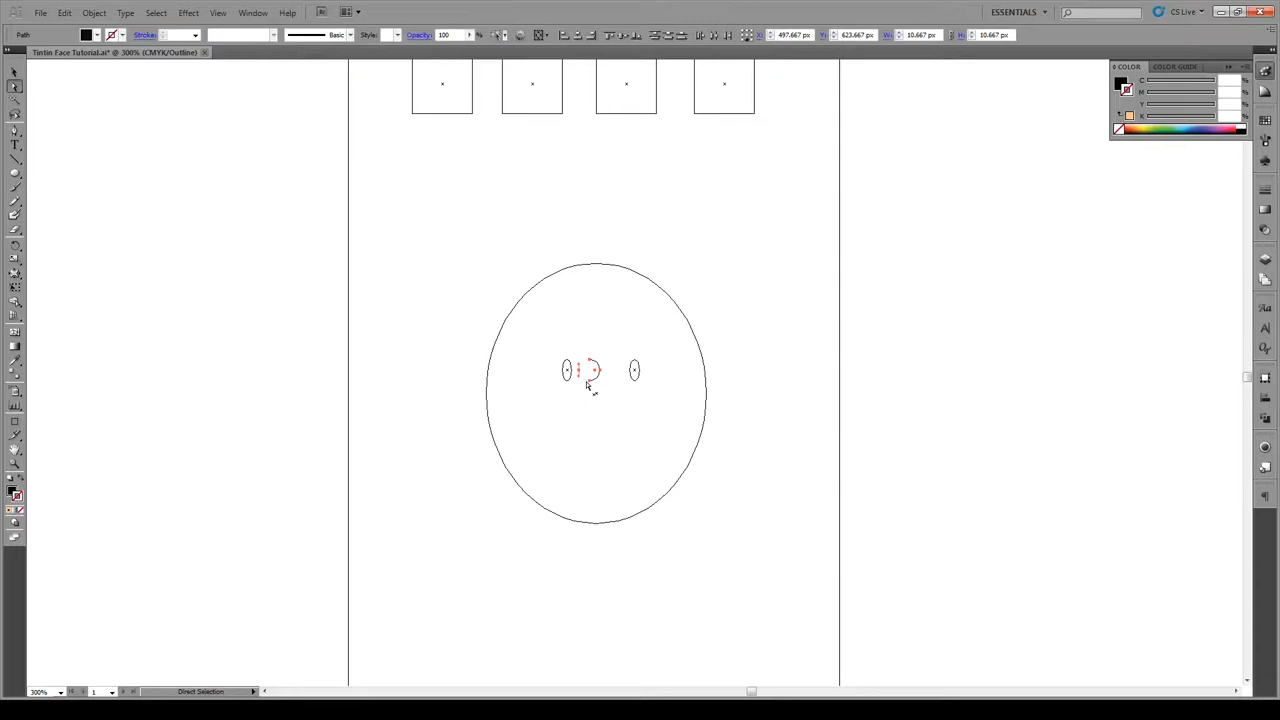 Ai File Edit Object Type Select Effect View Window Help Br ESSENTIALS CS Live
Path Stroke: Basic Style: Opacity: 100 % X: 497.667 px Y: 623.667 px W: 10.667 px H: 10.667 px
Tintin Face Tutorial.ai* @ 300% (CMYK/Outline)
COLOR COLOR GUIDE
C %
M %
Y %
K %
300% 1 Direct Selection